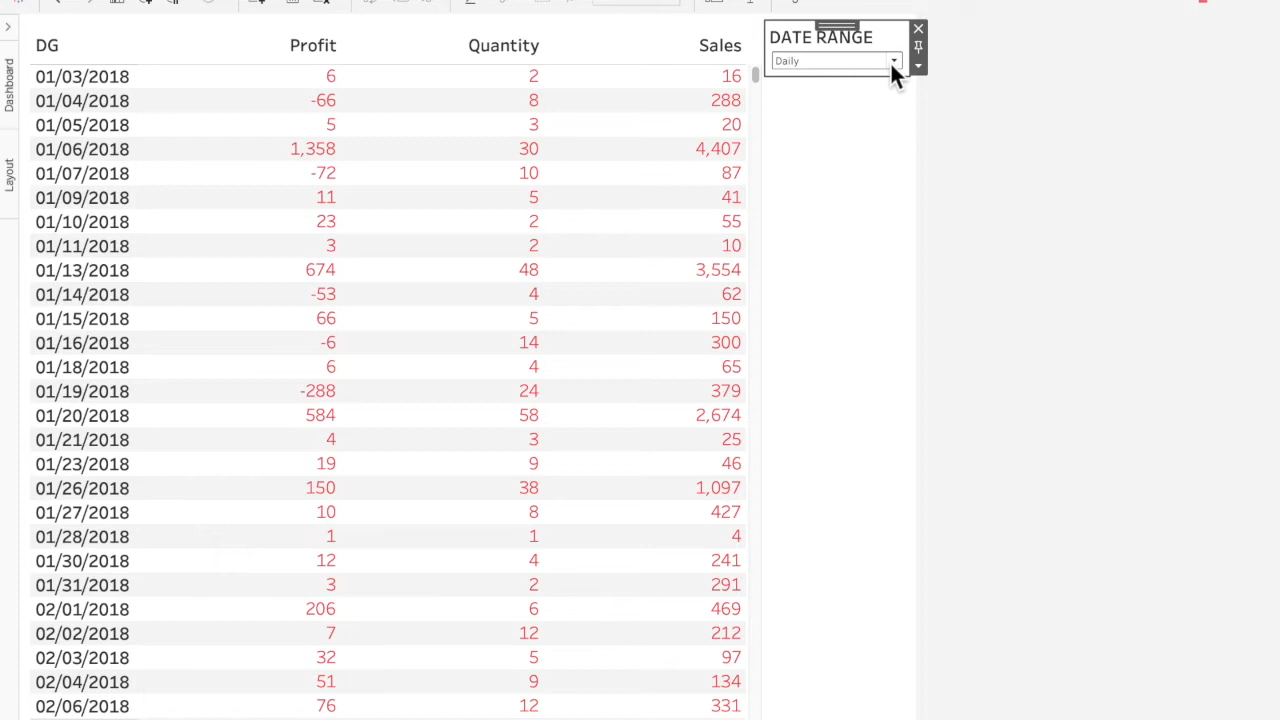 DG Profit Quantity Sales
01/03/2018 6 2 16
01/04/2018 -66 8 288
01/05/2018 5 3 20
01/06/2018 1,358 30 4,407
01/07/2018 -72 10 87
01/09/2018 11 5 41
01/10/2018 23 2 55
01/11/2018 3 2 10
01/13/2018 674 48 3,554
01/14/2018 -53 4 62
01/15/2018 66 5 150
01/16/2018 -6 14 300
01/18/2018 6 4 65
01/19/2018 -288 24 379
01/20/2018 584 58 2,674
01/21/2018 4 3 25
01/23/2018 19 9 46
01/26/2018 150 38 1,097
01/27/2018 10 8 427
01/28/2018 1 1 4
01/30/2018 12 4 241
01/31/2018 3 2 291
02/01/2018 206 6 469
02/02/2018 7 12 212
02/03/2018 32 5 97
02/04/2018 51 9 134
02/06/2018 76 12 331
DATE RANGE
Daily
Dashboard
Layout